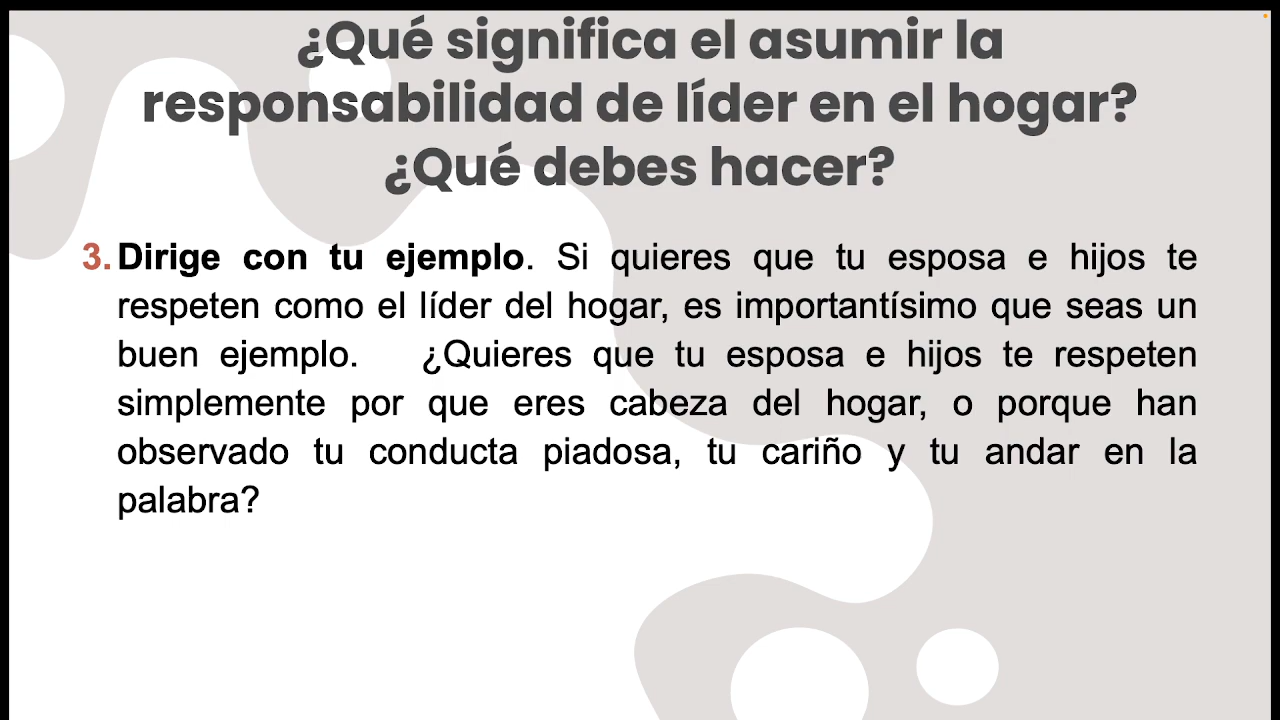 ¿Qué significa el asumir la
responsabilidad de líder en el hogar?
¿Qué debes hacer?
3. Dirige con tu ejemplo. Si quieres que tu esposa e hijos te
respeten como el líder del hogar, es importantísimo que seas un
buen ejemplo. ¿Quieres que tu esposa e hijos te respeten
simplemente por que eres cabeza del hogar, o porque han
observado tu conducta piadosa, tu cariño y tu andar en la
palabra?